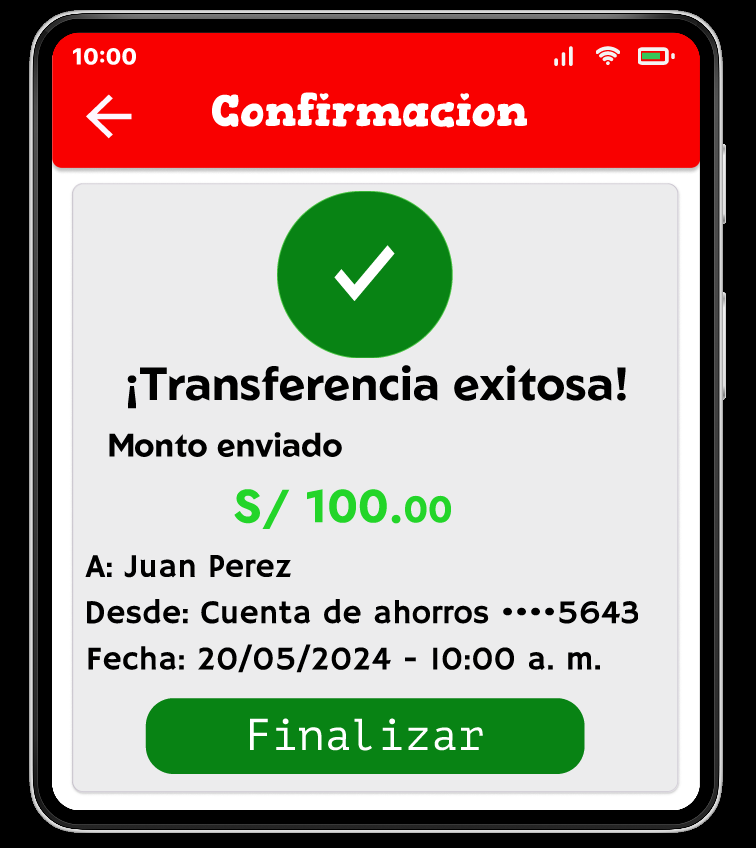 10:00
Confirmacion
¡Transferencia exitosa!
Monto enviado
S/ 100.00
A: Juan Perez
Desde: Cuenta de ahorros ••••5643
Fecha: 20/05/2024 - 10:00 a. m.
Finalizar